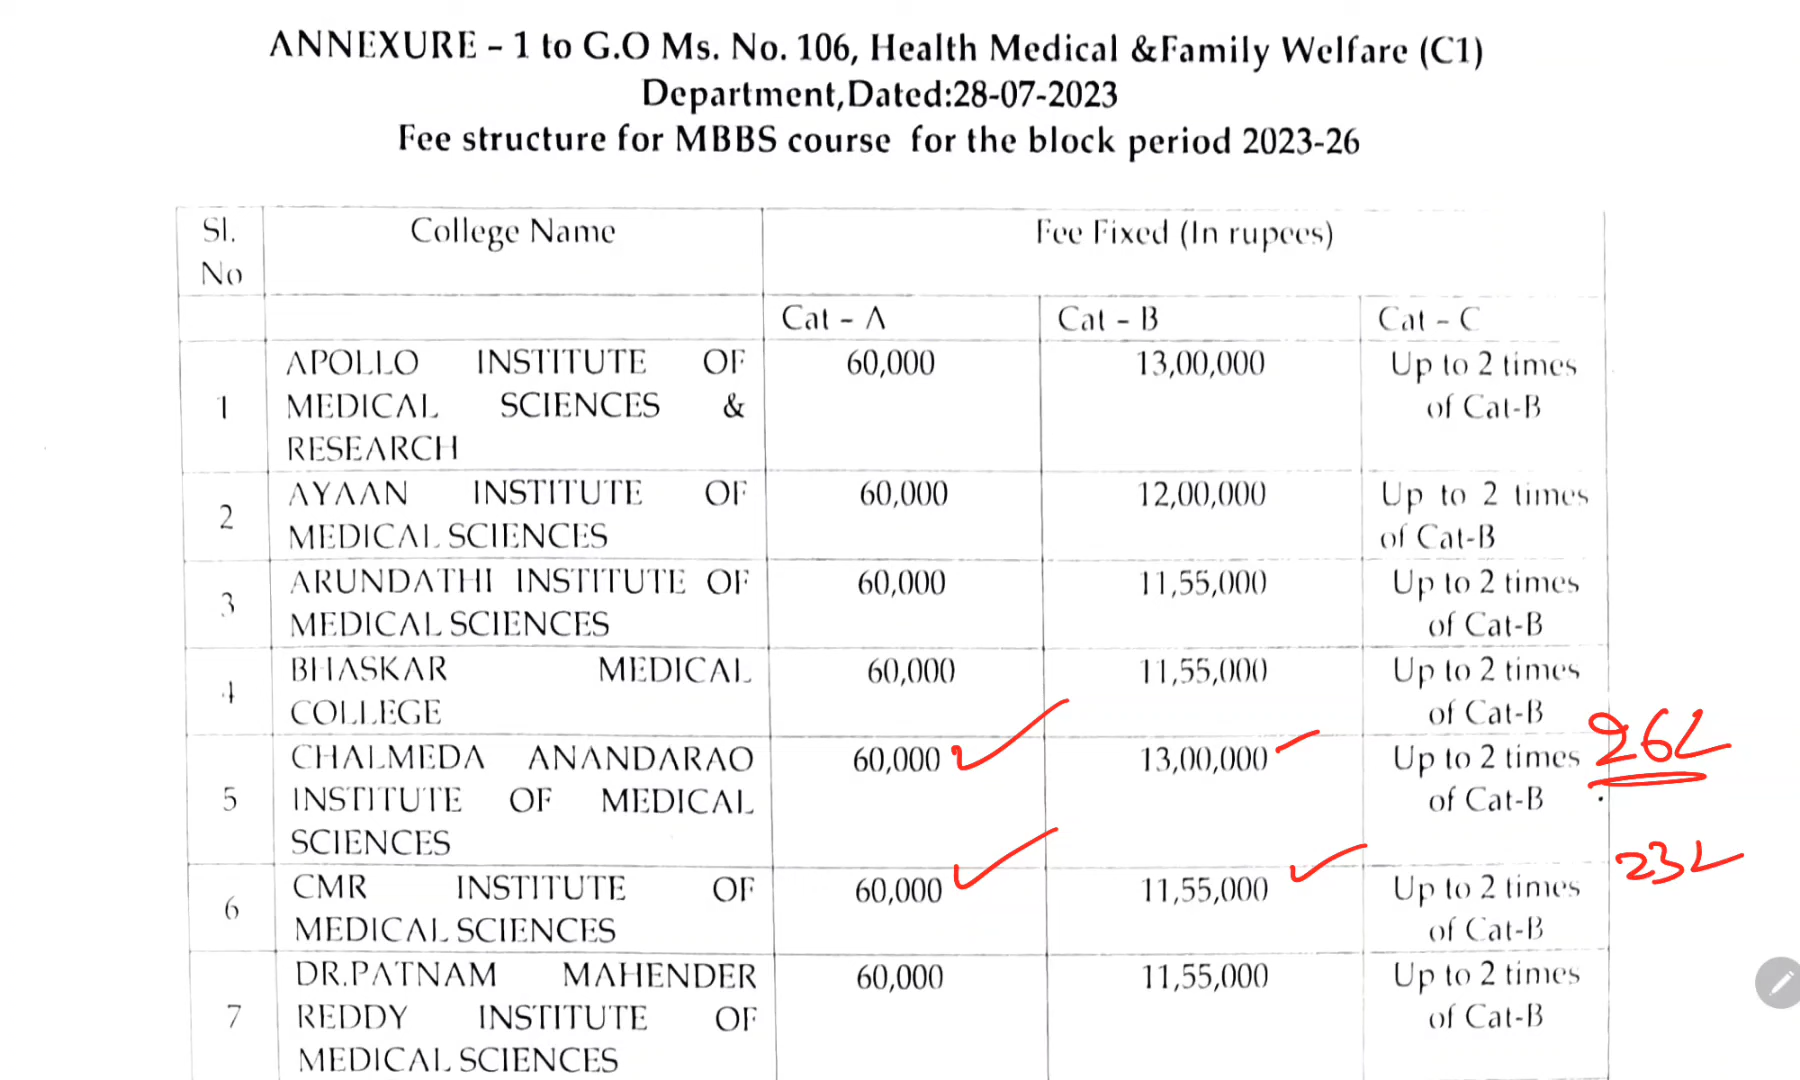 ANNEXURE – 1 to G.O Ms. No. 106, Health Medical &Family Welfare (C1)
Department,Dated:28-07-2023
Fee structure for MBBS course for the block period 2023-26
Sl. No
College Name
Fee Fixed (In rupees)
Cat – A
Cat – B
Cat – C
1
APOLLO INSTITUTE OF
MEDICAL SCIENCES &
RESEARCH
60,000
13,00,000
Up to 2 times
of Cat-B
2
AYAAN INSTITUTE OF
MEDICAL SCIENCES
60,000
12,00,000
Up to 2 times
of Cat-B
3
ARUNDATHI INSTITUTE OF
MEDICAL SCIENCES
60,000
11,55,000
Up to 2 times
of Cat-B
4
BHASKAR MEDICAL
COLLEGE
60,000
11,55,000
Up to 2 times
of Cat-B
5
CHALMEDA ANANDARAO
INSTITUTE OF MEDICAL
SCIENCES
60,000
13,00,000
Up to 2 times
of Cat-B
26L
6
CMR INSTITUTE OF
MEDICAL SCIENCES
60,000
11,55,000
Up to 2 times
of Cat-B
23L
7
DR.PATNAM MAHENDER
REDDY INSTITUTE OF
MEDICAL SCIENCES
60,000
11,55,000
Up to 2 times
of Cat-B